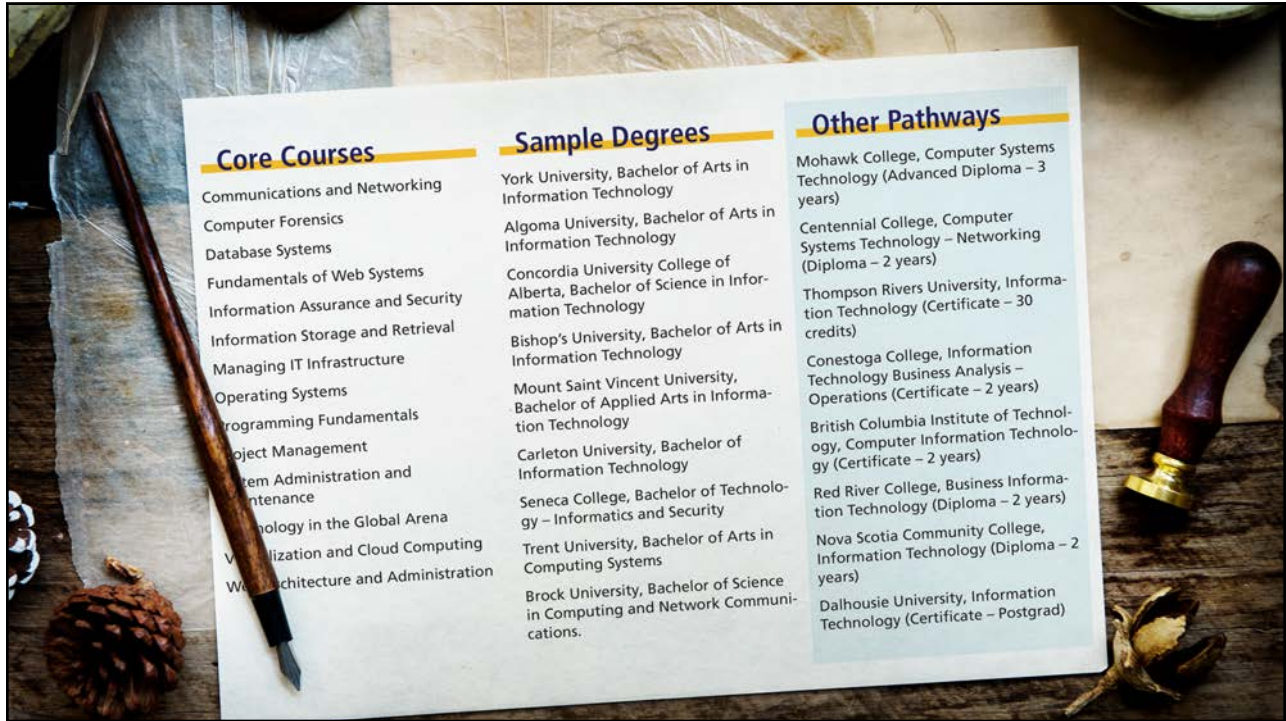 Core Courses
Communications and Networking
Computer Forensics
Database Systems
Fundamentals of Web Systems
Information Assurance and Security
Information Storage and Retrieval
Managing IT Infrastructure
Operating Systems
Programming Fundamentals
Project Management
System Administration and
Maintenance
Technology in the Global Arena
Virtualization and Cloud Computing
Web Architecture and Administration
Sample Degrees
York University, Bachelor of Arts in
Information Technology
Algoma University, Bachelor of Arts in
Information Technology
Concordia University College of
Alberta, Bachelor of Science in Infor-
mation Technology
Bishop's University, Bachelor of Arts in
Information Technology
Mount Saint Vincent University,
Bachelor of Applied Arts in Informa-
tion Technology
Carleton University, Bachelor of
Information Technology
Seneca College, Bachelor of Technolo-
gy – Informatics and Security
Trent University, Bachelor of Arts in
Computing Systems
Brock University, Bachelor of Science
in Computing and Network Communi-
cations.
Other Pathways
Mohawk College, Computer Systems
Technology (Advanced Diploma – 3
years)
Centennial College, Computer
Systems Technology – Networking
(Diploma – 2 years)
Thompson Rivers University, Informa-
tion Technology (Certificate – 30
credits)
Conestoga College, Information
Technology Business Analysis –
Operations (Certificate – 2 years)
British Columbia Institute of Technol-
ogy, Computer Information Technolo-
gy (Certificate – 2 years)
Red River College, Business Informa-
tion Technology (Diploma – 2 years)
Nova Scotia Community College,
Information Technology (Diploma – 2
years)
Dalhousie University, Information
Technology (Certificate – Postgrad)